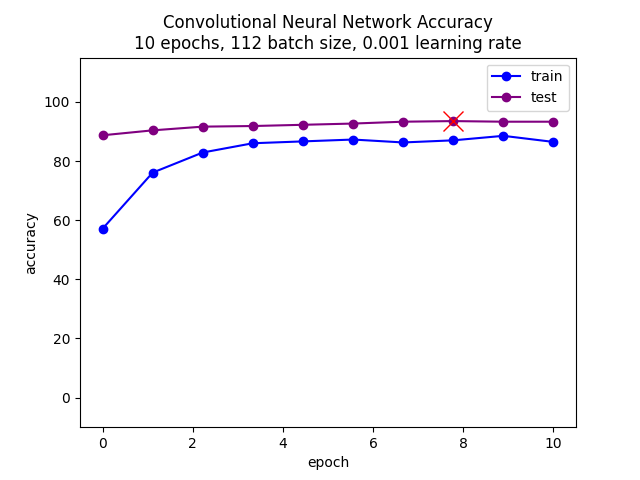 Convolutional Neural Network Accuracy
10 epochs, 112 batch size, 0.001 learning rate
train
test
accuracy
100
80
60
40
20
0
0 2 4 6 8 10
epoch